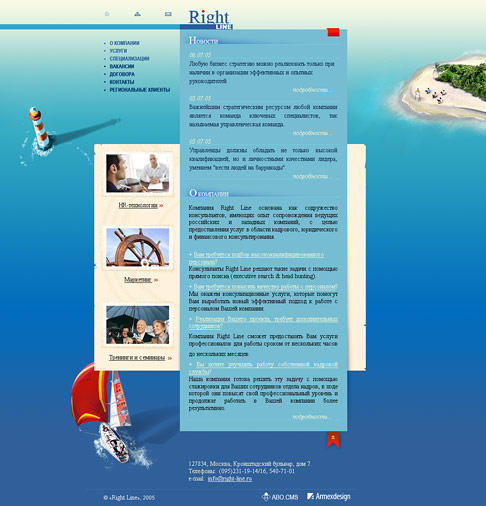 Right
LINE
О КОМПАНИИ
УСЛУГИ
СПЕЦИАЛИЗАЦИИ
ВАКАНСИИ
ДОГОВОРА
КОНТАКТЫ
РЕГИОНАЛЬНЫЕ КЛИЕНТЫ
Новости
06.07.05
Любую бизнес стратегию можно реализовать только при
наличии в организации эффективных и опытных
руководителей
подробности...
05.07.05
Важнейшим стратегическим ресурсом любой компании
является команда ключевых специалистов, так
называемая управленческая команда.
подробности...
05.07.05
Управленцы должны обладать не только высокой
квалификацией, но и личностными качествами лидера,
умением "вести людей на баррикады".
подробности...
HR-технологии »
Маркетинг »
Тренинги и семинары »
О компании
Компания Right Line основана как содружество
консультантов, имеющих опыт сопровождения ведущих
российских и западных компаний, с целью
предоставления услуг в области кадрового, юридического
и финансового консультирования.
+ Вам требуется подбор высококвалифицированного
персонала?
Консультанты Right Line решают такие задачи с помощью
прямого поиска (executive search & head hunting).
+ Вам требуется повысить качество работы с персоналом?
Мы окажем консультационные услуги, которые помогут
Вам выработать новый эффективный подход к работе с
персоналом Вашей компании
+ Реализация Вашего проекта, требует дополнительных
сотрудников?
Компания Right Line сможет предоставить Вам услуги
профессионалов для работы сроком от нескольких часов
до нескольких месяцев.
+ Вы хотите улучшить работу собственной кадровой
службы?
Наша компания готова решить эту задачу с помощью
стажировки для Ваших сотрудников отдела кадров, в ходе
которой они повысят свой профессиональный уровень и
продолжат работать в Вашей компании более
результативно.
подробности...
127834, Москва, Кронштадский бульвар, дом 7.
Телефоны: (095)231-19-14/16, 540-71-01
e-mail: info@right-line.ru
© «Right Line», 2005
ABO.CMS
Armexdesign